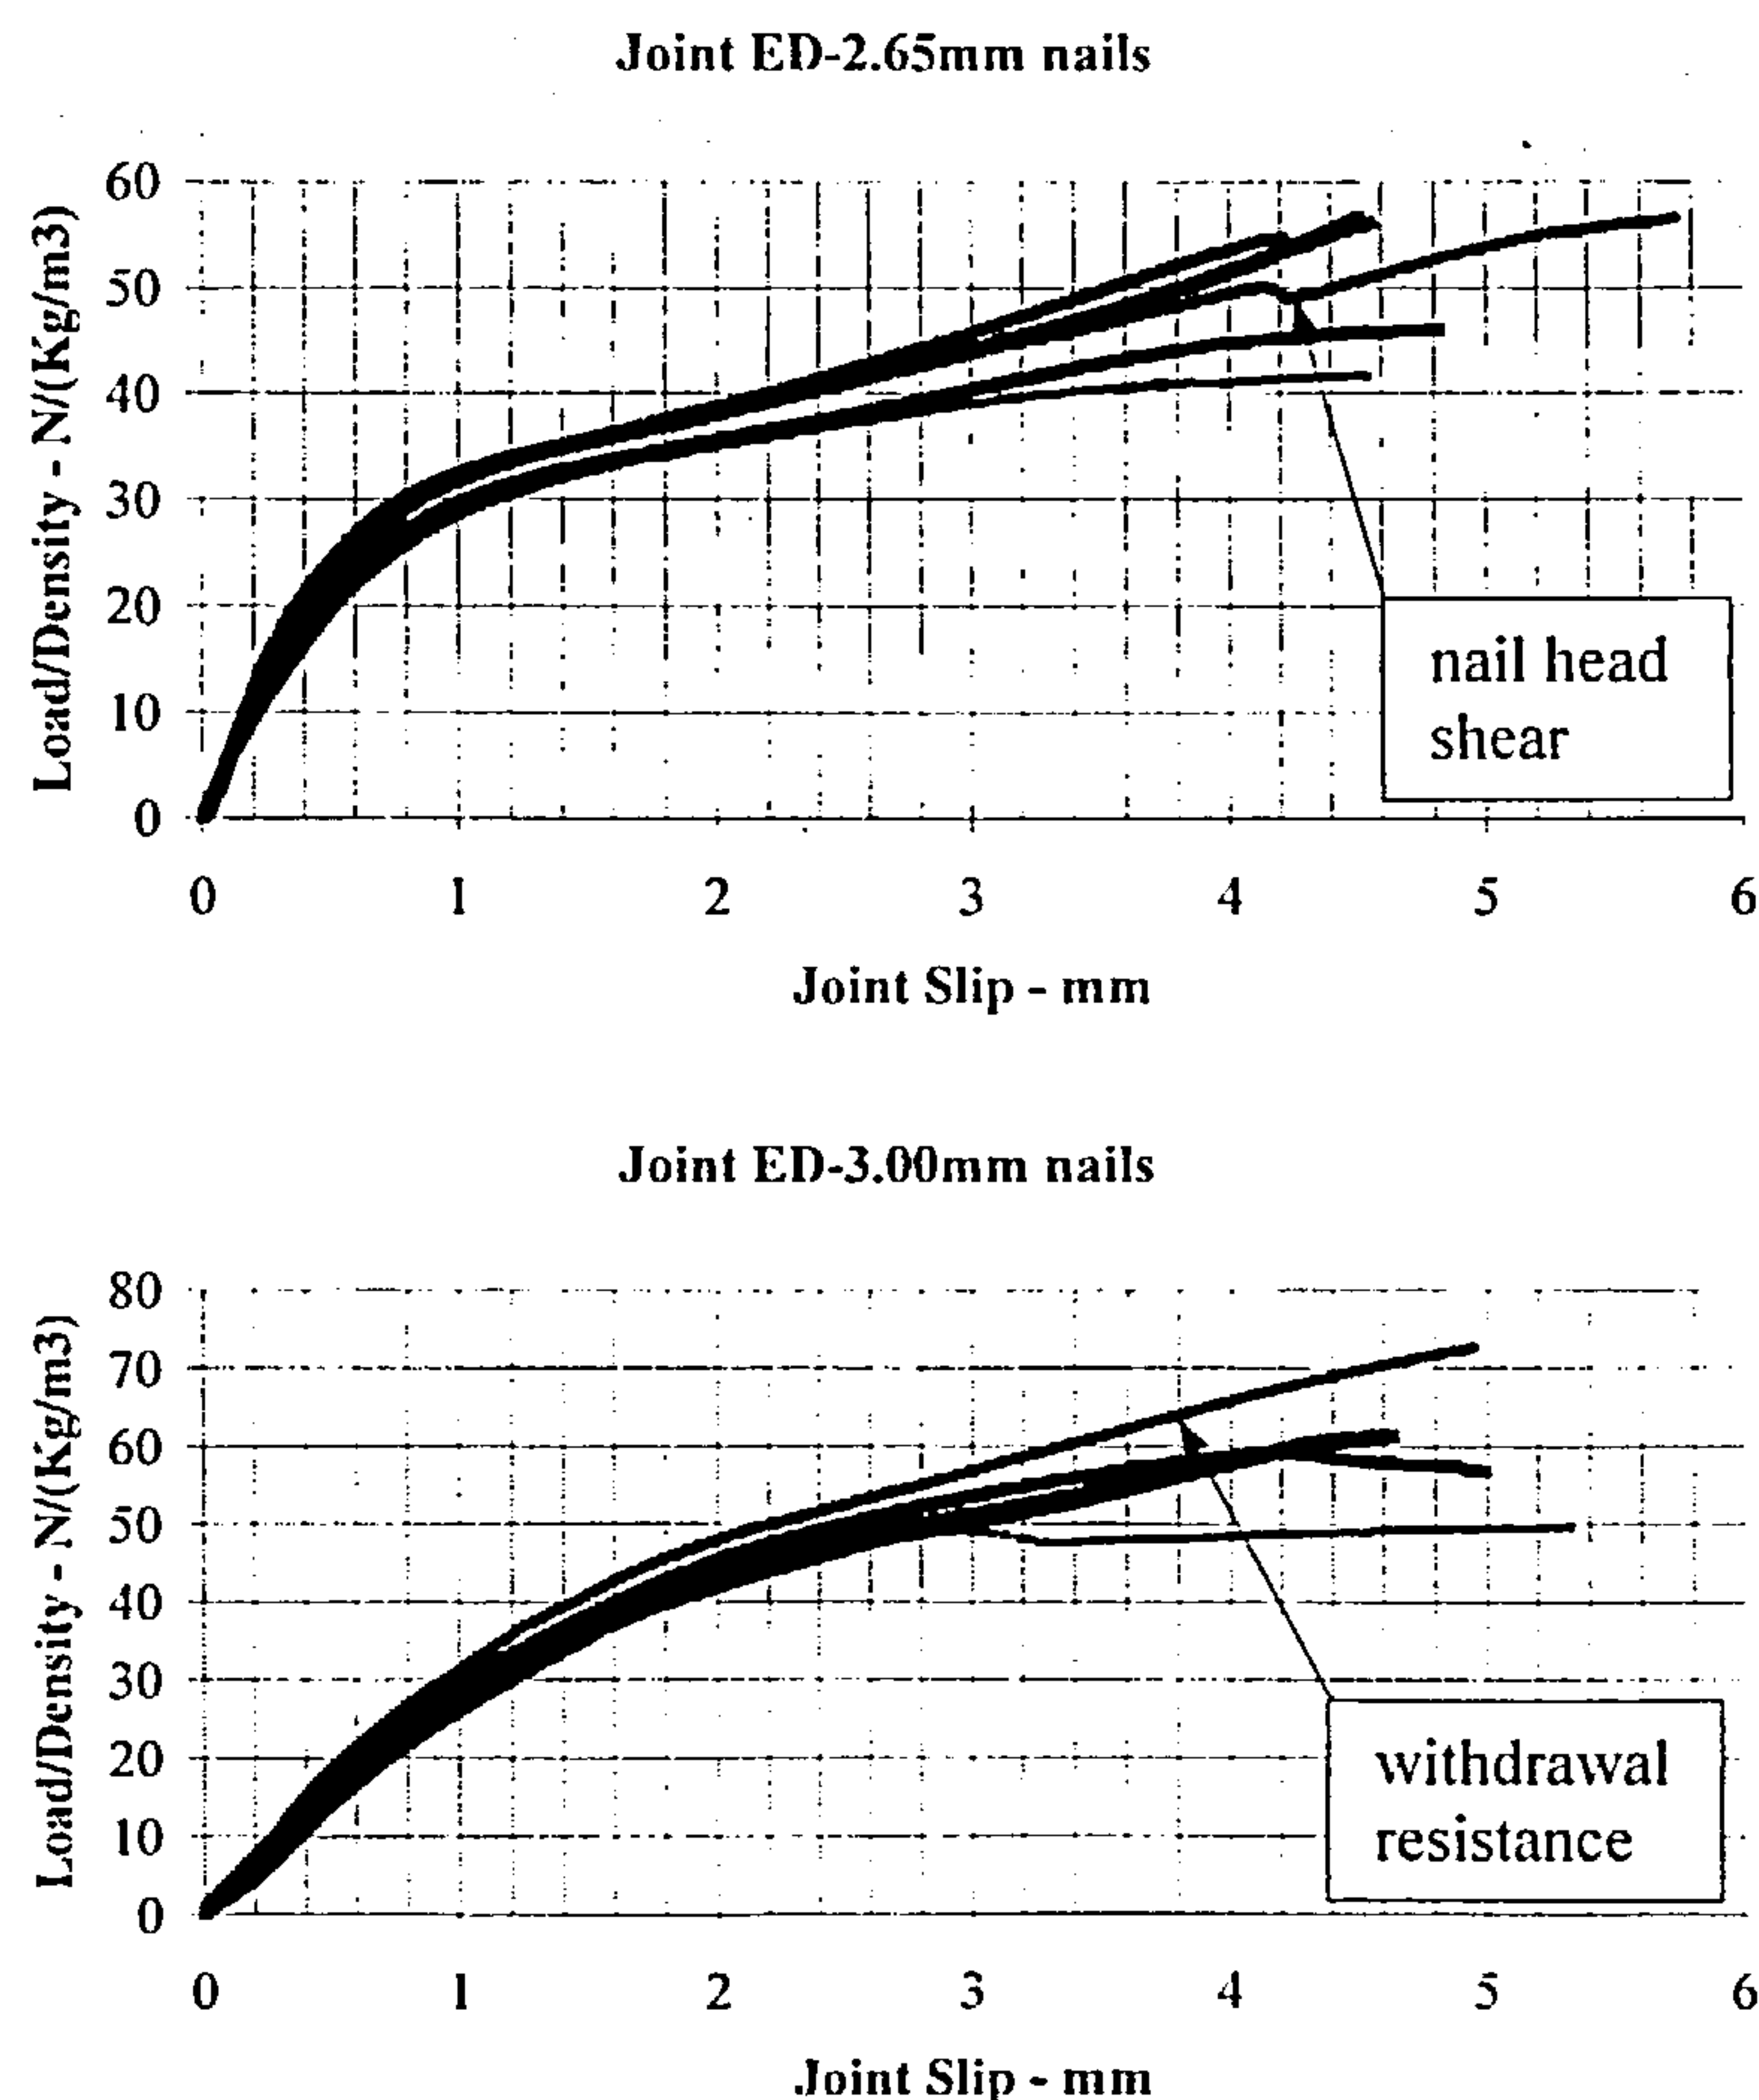 Joint ED-2.65mm nails
Load/Density - N/(Kg/m3)
60
50
40
30
20
10
0
0 1 2 3 4 5 6
nail head
shear
Joint Slip - mm
Joint ED-3.00mm nails
Load/Density - N/(Kg/m3)
80
70
60
50
40
30
20
10
0
0 1 2 3 4 5 6
withdrawal
resistance
Joint Slip - mm